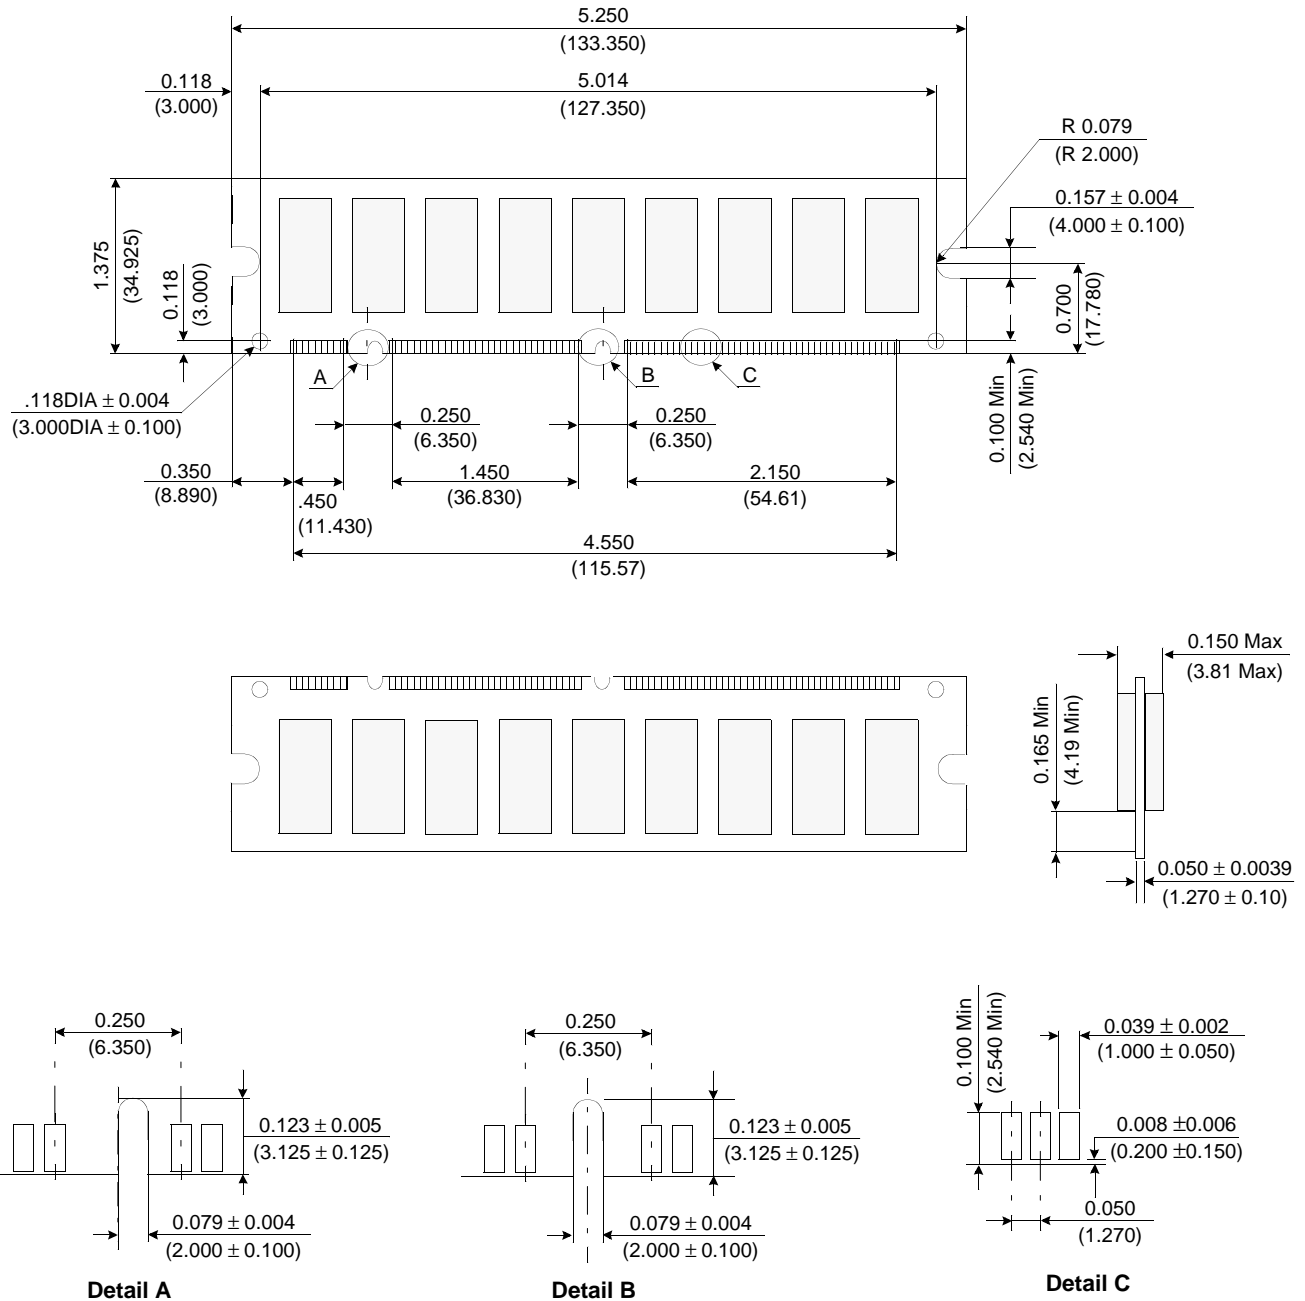 5.250
(133.350)
0.118
(3.000)
5.014
(127.350)
R 0.079
(R 2.000)
0.157 ± 0.004
(4.000 ± 0.100)
1.375
(34.925)
0.118
(3.000)
0.700
(17.780)
A
B
C
.118DIA ± 0.004
(3.000DIA ± 0.100)
0.250
(6.350)
0.250
(6.350)
0.100 Min
(2.540 Min)
0.350
(8.890)
.450
(11.430)
1.450
(36.830)
2.150
(54.61)
4.550
(115.57)
0.150 Max
(3.81 Max)
0.165 Min
(4.19 Min)
0.050 ± 0.0039
(1.270 ± 0.10)
0.250
(6.350)
0.123 ± 0.005
(3.125 ± 0.125)
0.079 ± 0.004
(2.000 ± 0.100)
Detail A
0.250
(6.350)
0.123 ± 0.005
(3.125 ± 0.125)
0.079 ± 0.004
(2.000 ± 0.100)
Detail B
0.100 Min
(2.540 Min)
0.039 ± 0.002
(1.000 ± 0.050)
0.008 ±0.006
(0.200 ±0.150)
0.050
(1.270)
Detail C